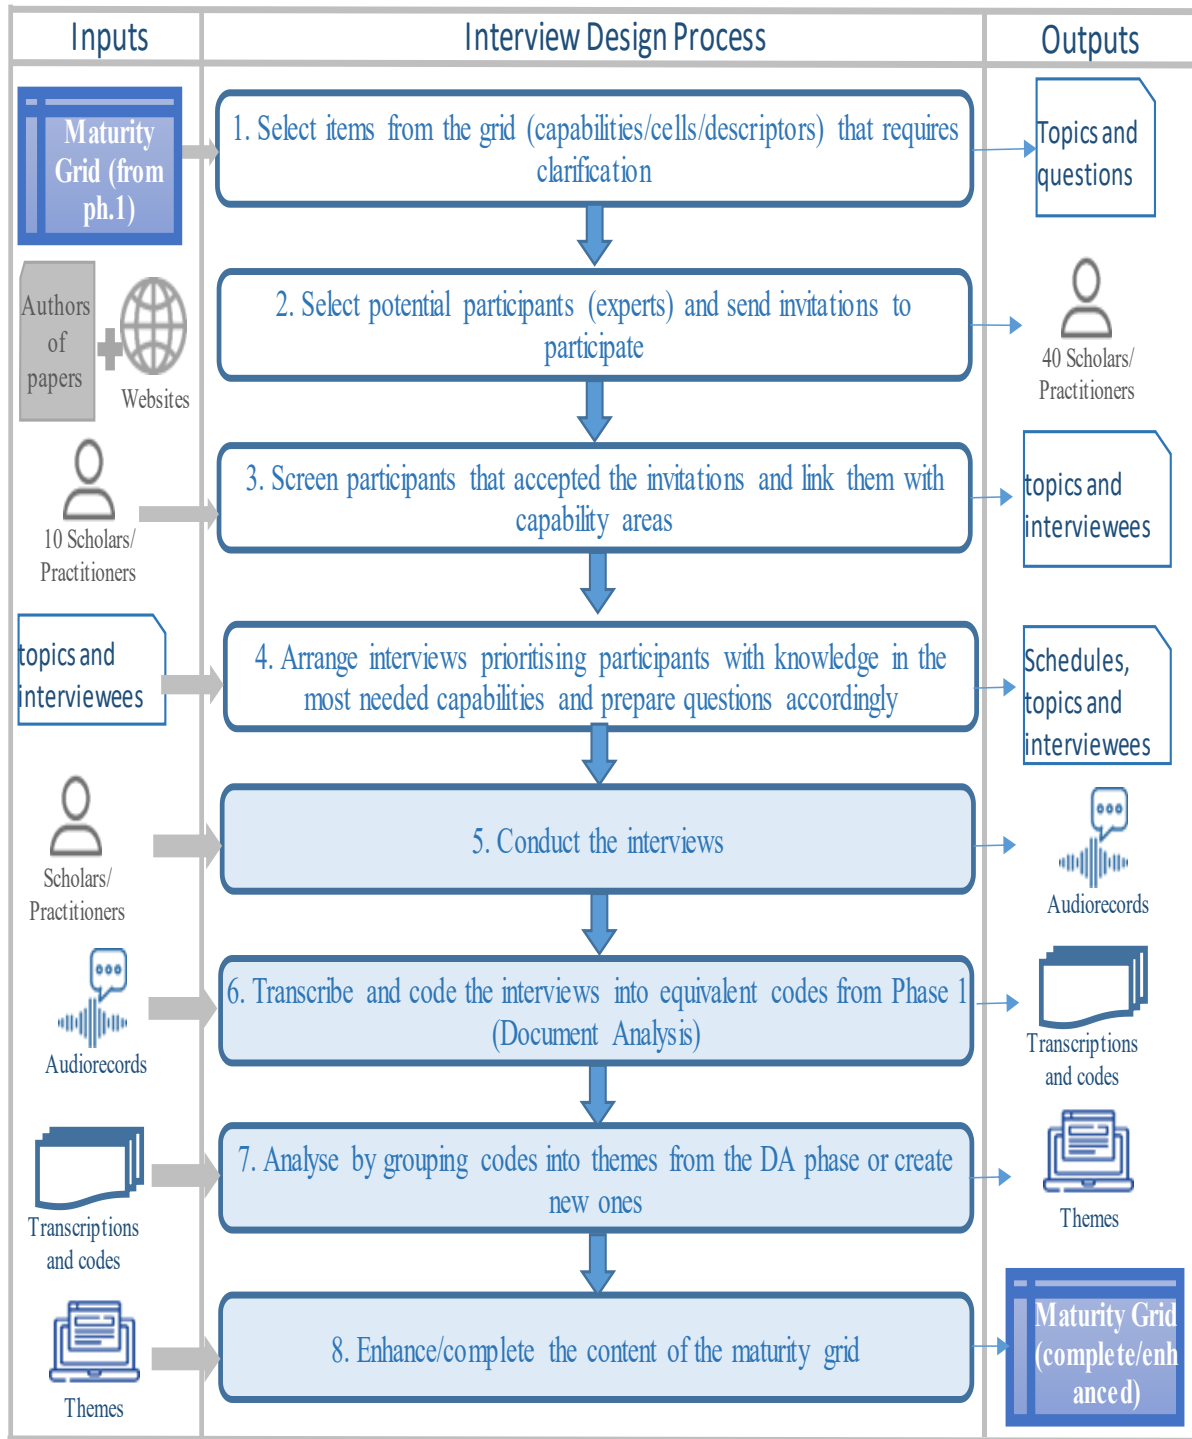 Inputs
Interview Design Process
Outputs
Maturity
Grid (from
ph.1)
1. Select items from the grid (capabilities/cells/descriptors) that requires
clarification
Topics and
questions
Authors
of
papers
Websites
2. Select potential participants (experts) and send invitations to
participate
40 Scholars/
Practitioners
10 Scholars/
Practitioners
3. Screen participants that accepted the invitations and link them with
capability areas
topics and
interviewees
topics and
interviewees
4. Arrange interviews prioritising participants with knowledge in the
most needed capabilities and prepare questions accordingly
Schedules,
topics and
interviewees
Scholars/
Practitioners
5. Conduct the interviews
Audiorecords
Audiorecords
6. Transcribe and code the interviews into equivalent codes from Phase 1
(Document Analysis)
Transcriptions
and codes
Transcriptions
and codes
7. Analyse by grouping codes into themes from the DA phase or create
new ones
Themes
Themes
8. Enhance/complete the content of the maturity grid
Maturity Grid
(complete/enh
anced)